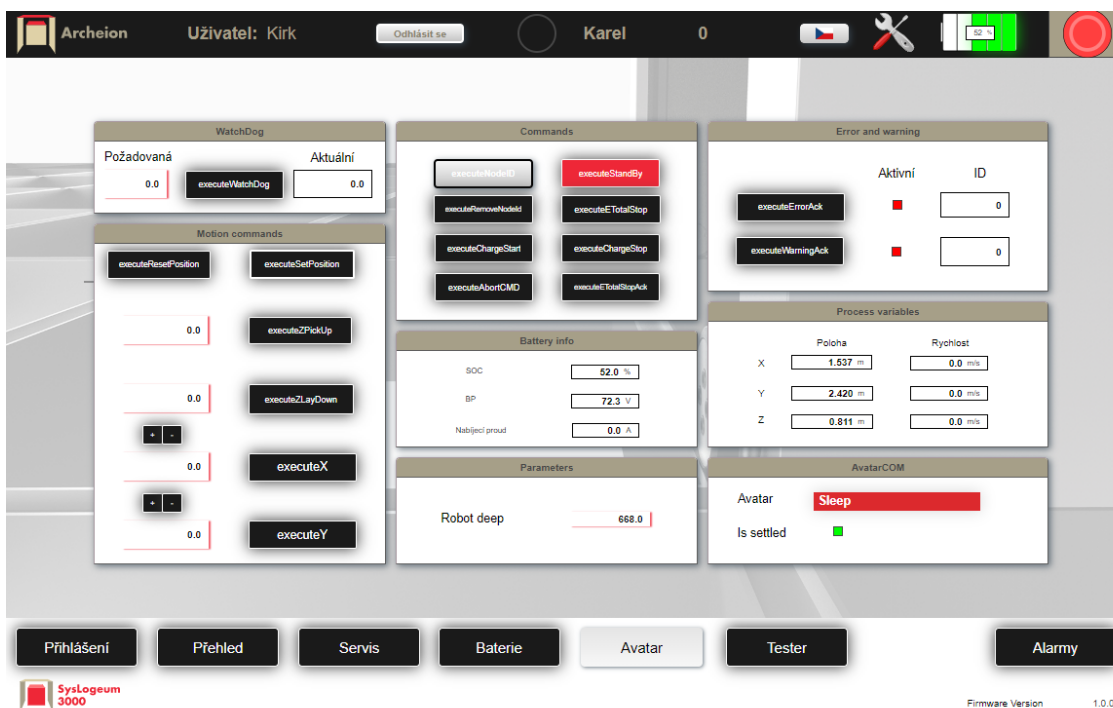 Archeion
Uživatel: Kirk
Odhlásit se
Karel
0
52 %
WatchDog
Požadovaná
Aktuální
0.0
executeWatchDog
0.0
Motion commands
executeResetPosition
executeSetPosition
0.0
executeZPickUp
0.0
executeZLayDown
+ -
0.0
executeX
+ -
0.0
executeY
Commands
executeNodeID
executeStandBy
executeRemoveNodeId
executeETotalStop
executeChargeStart
executeChargeStop
executeAbortCMD
executeETotalStopAck
Battery info
SOC
52.0 %
BP
72.3 V
Nabíjecí proud
0.0 A
Parameters
Robot deep
668.0
Error and warning
Aktivní
ID
executeErrorAck
0
executeWarningAck
0
Process variables
Poloha
Rychlost
X
1.537 m
0.0 m/s
Y
2.420 m
0.0 m/s
Z
0.811 m
0.0 m/s
AvatarCOM
Avatar
Sleep
Is settled
Přihlášení
Přehled
Servis
Baterie
Avatar
Tester
Alarmy
SysLogeum
3000
Firmware Version
1.0.0